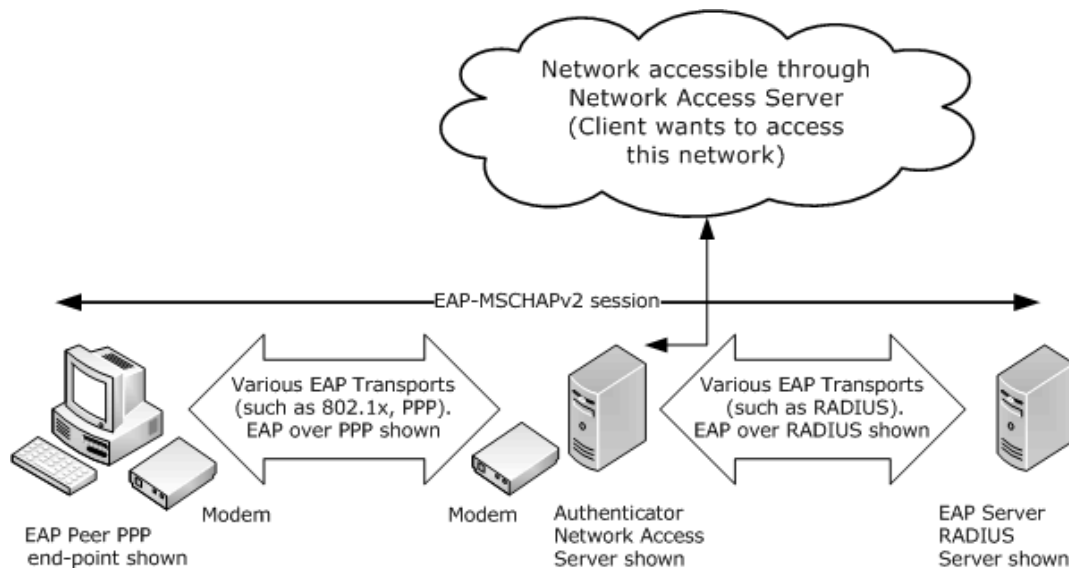 Network accessible through
Network Access Server
(Client wants to access
this network)
EAP-MSCHAPv2 session
Various EAP Transports
(such as 802.1x, PPP).
EAP over PPP shown
Various EAP Transports
(such as RADIUS).
EAP over RADIUS shown
EAP Peer PPP
end-point shown
Modem
Modem
Authenticator
Network Access
Server shown
EAP Server
RADIUS
Server shown